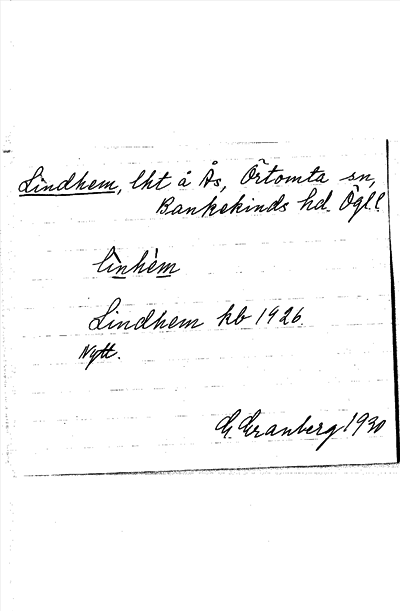 Lindhem, lht å Ås, Örtomta sn,
Bankekinds hd. Ögl.
lìnhèm
Lindhem kb 1926.
Nytt.
G. Granberg 1930